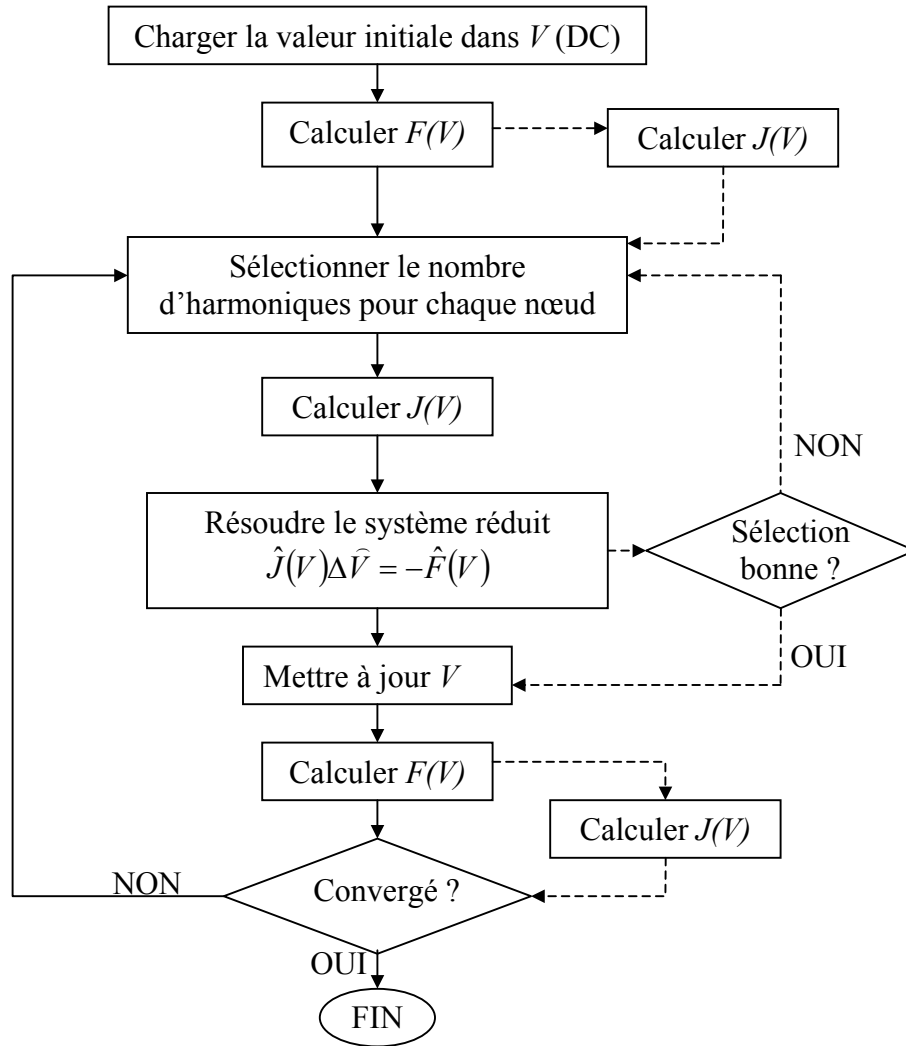 Charger la valeur initiale dans V (DC)
Calculer F(V)
Calculer J(V)
Sélectionner le nombre
d’harmoniques pour chaque nœud
Calculer J(V)
NON
Résoudre le système réduit
Ĵ(V)ΔV̂ = −F̂(V)
Sélection
bonne ?
OUI
Mettre à jour V
Calculer F(V)
Calculer J(V)
NON
Convergé ?
OUI
FIN